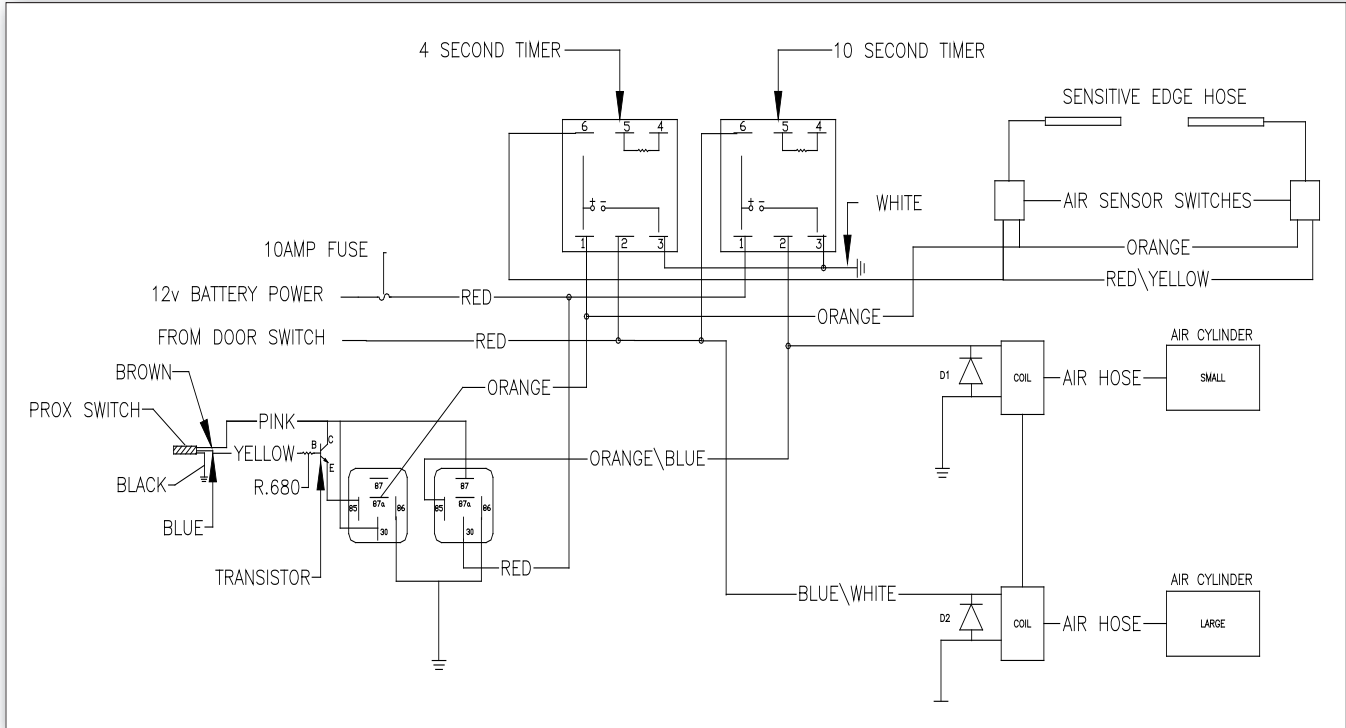 4 SECOND TIMER
10 SECOND TIMER
SENSITIVE EDGE HOSE
6 5 4
6 5 4
AIR SENSOR SWITCHES
WHITE
+ -
+ -
1 2 3
1 2 3
ORANGE
10AMP FUSE
RED\YELLOW
12v BATTERY POWER
RED
ORANGE
FROM DOOR SWITCH
RED
AIR CYLINDER
BROWN
D1
COIL
AIR HOSE
SMALL
ORANGE
PROX SWITCH
PINK
B
C
E
YELLOW
ORANGE\BLUE
BLACK
R.680
87
87a
85
86
30
87
87a
85
86
30
BLUE
RED
TRANSISTOR
AIR CYLINDER
BLUE\WHITE
D2
COIL
AIR HOSE
LARGE